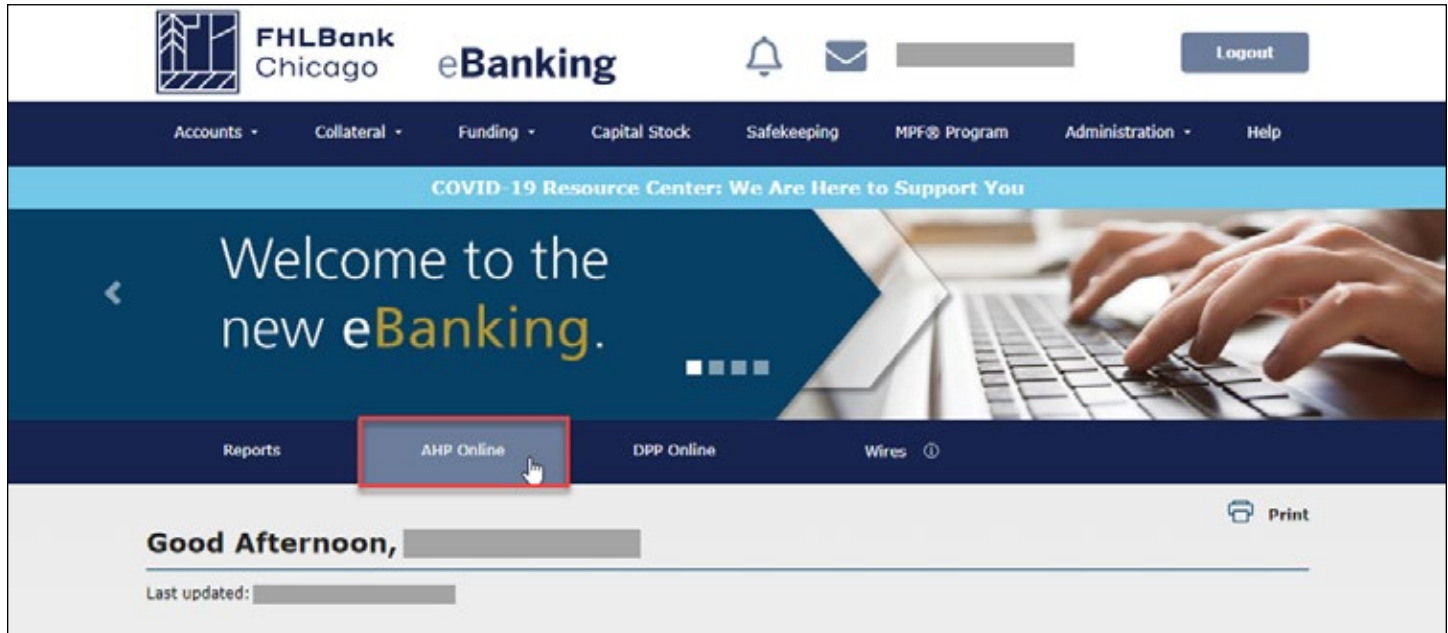 FHLBank
Chicago
eBanking
Logout
Accounts
Collateral
Funding
Capital Stock
Safekeeping
MPF® Program
Administration
Help
COVID-19 Resource Center: We Are Here to Support You
Welcome to the
new eBanking.
Reports
AHP Online
DPP Online
Wires
Print
Good Afternoon,
Last updated: